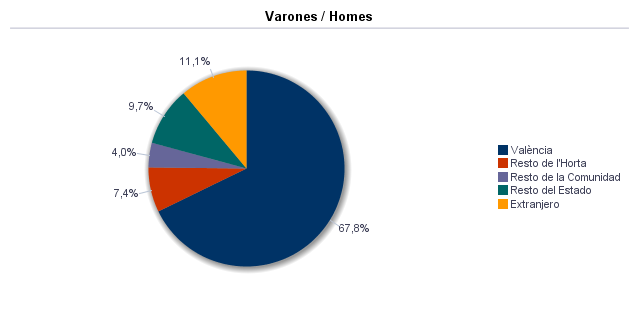 Varones / Homes
11,1%
9,7%
4,0%
7,4%
67,8%
València
Resto de l'Horta
Resto de la Comunidad
Resto del Estado
Extranjero